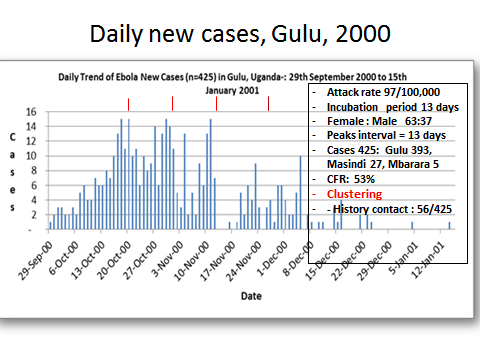 Daily new cases, Gulu, 2000
Daily Trend of Ebola New Cases (n=425) in Gulu, Uganda-: 29th September 2000 to 15th
January 2001
- Attack rate 97/100,000
- Incubation period 13 days
- Female : Male 63:37
- Peaks interval = 13 days
- Cases 425: Gulu 393,
Masindi 27, Mbarara 5
- CFR: 53%
- Clustering
- - History contact : 56/425
Cases
16
14
12
10
8
6
4
2
-
29-Sep-00
6-Oct-00
13-Oct-00
20-Oct-00
27-Oct-00
3-Nov-00
10-Nov-00
17-Nov-00
24-Nov-00
1-Dec-00
8-Dec-00
15-Dec-00
22-Dec-00
29-Dec-00
5-Jan-01
12-Jan-01
Date